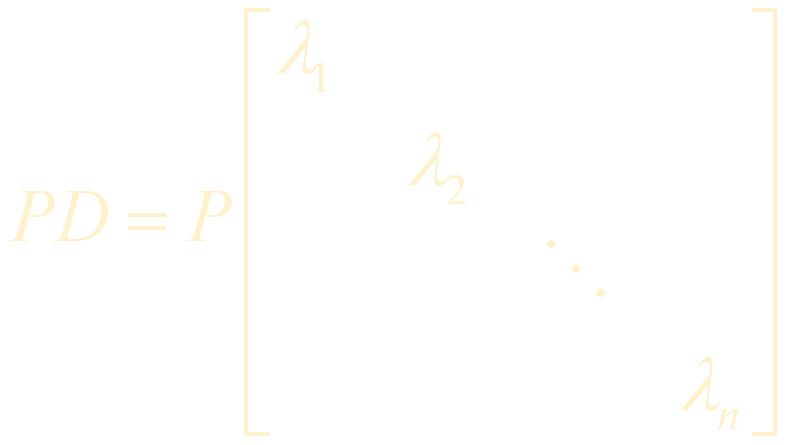 PD = P [λ₁
λ₂
⋱
λₙ]